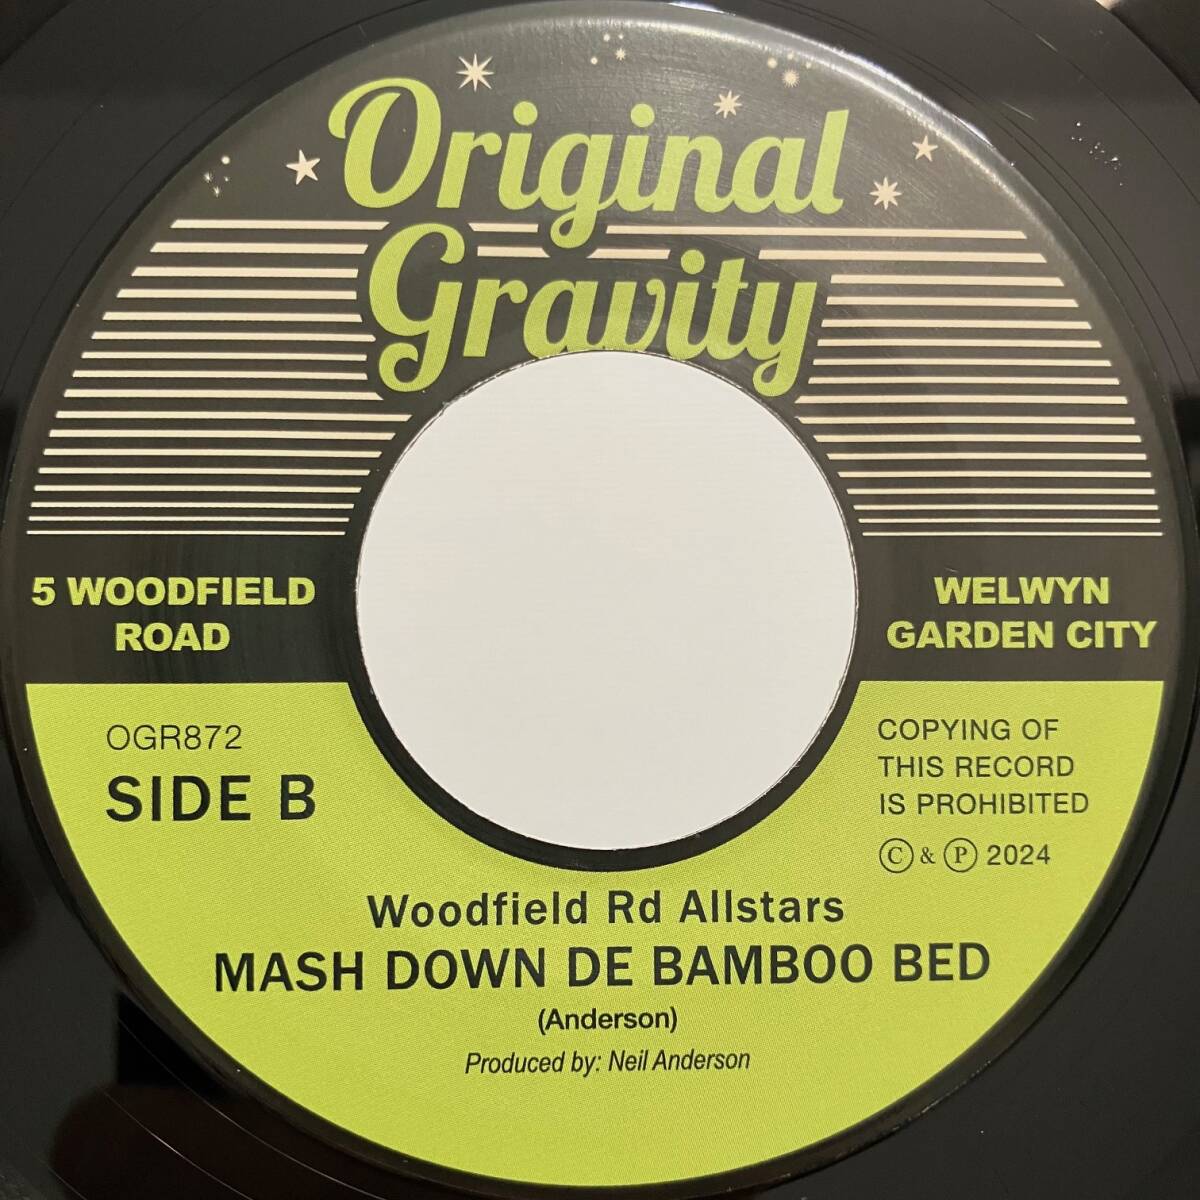 Original
Gravity
5 WOODFIELD
ROAD
WELWYN
GARDEN CITY
OGR872
SIDE B
COPYING OF
THIS RECORD
IS PROHIBITED
Ⓒ & Ⓟ 2024
Woodfield Rd Allstars
MASH DOWN DE BAMBOO BED
(Anderson)
Produced by: Neil Anderson